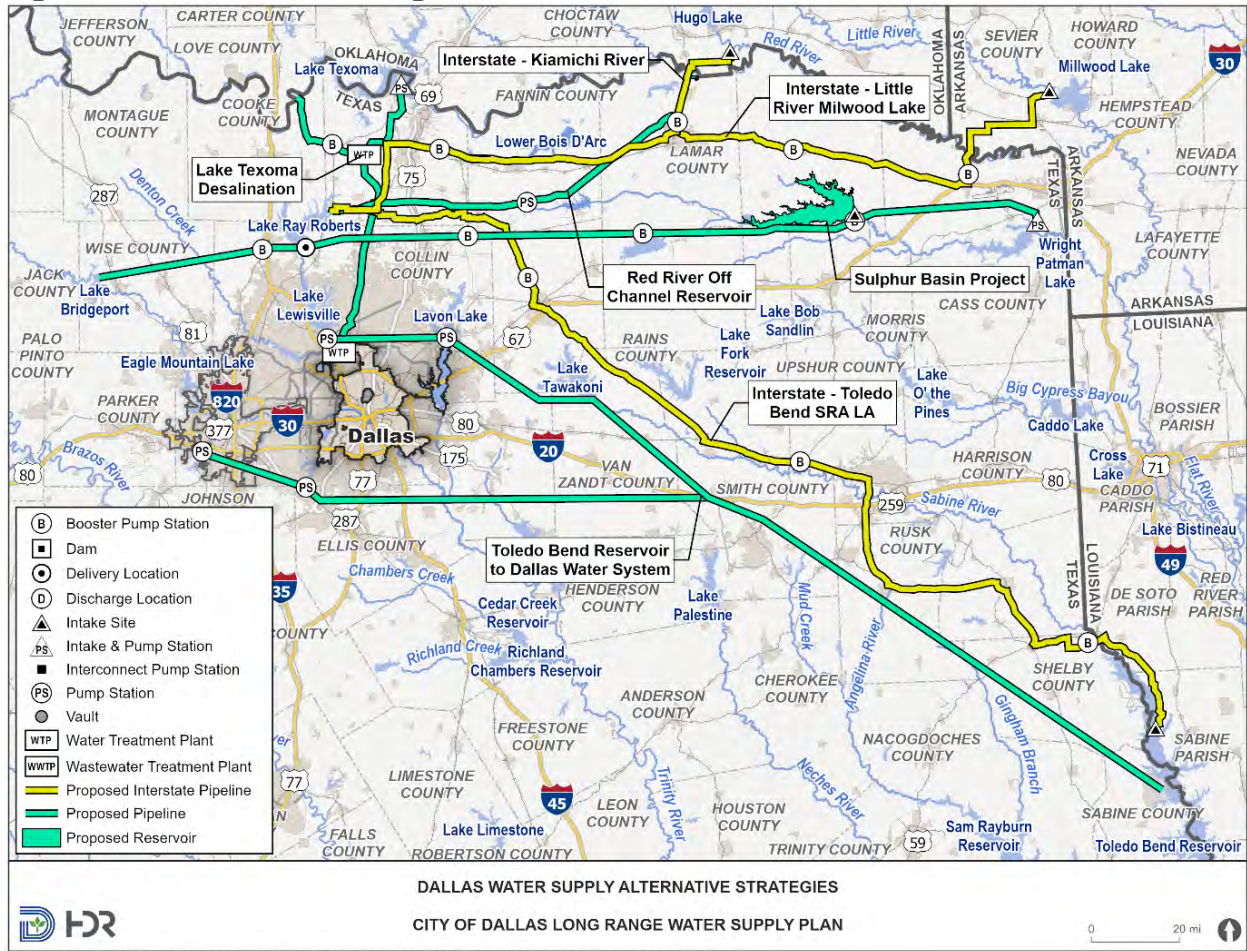 JEFFERSON
COUNTY
CARTER COUNTY
LOVE COUNTY
OKLAHOMA
Lake Texoma
PS
TEXAS
69
CHOCTAW
COUNTY
Hugo Lake
Red River
Little River
OKLAHOMA
ARKANSAS
SEVIER
COUNTY
HOWARD
COUNTY
Millwood Lake
30
Interstate - Kiamichi River
FANNIN COUNTY
Interstate - Little
River Milwood Lake
HEMPSTEAD
COUNTY
MONTAGUE
COUNTY
COOKE
COUNTY
B
WTP
Lake Texoma
Desalination
75
B
Lower Bois D'Arc
B
LAMAR
COUNTY
B
B
ARKANSAS
TEXAS
NEVADA
COUNTY
287
Denton Creek
PS
Lake Ray Roberts
WISE COUNTY
B
B
B
B
PS
Wright
Patman
Lake
LAFAYETTE
COUNTY
COLLIN
COUNTY
JACK
COUNTY
Lake
Bridgeport
B
Red River Off
Channel Reservoir
Sulphur Basin Project
CASS COUNTY
ARKANSAS
LOUISIANA
Lake
Lewisville
Lavon Lake
81
PS
PS
WTP
67
PALO
PINTO
COUNTY
Eagle Mountain Lake
RAINS
COUNTY
Lake
Fork
Reservoir
Lake Bob
Sandlin
MORRIS
COUNTY
UPSHUR COUNTY
Lake
Tawakoni
Lake
O' the
Pines
Big Cypress Bayou
BOSSIER
PARISH
PARKER
COUNTY
820
30
377
Dallas
80
20
Interstate - Toledo
Bend SRA LA
Caddo Lake
Brazos River
80
PS
175
77
VAN
ZANDT COUNTY
B
HARRISON
COUNTY
80
Cross
Lake
71
CADDO
PARISH
Flat River
JOHNSON
PS
SMITH COUNTY
259
Sabine River
287
RUSK
COUNTY
Lake Bistineau
ELLIS COUNTY
Toledo Bend Reservoir
to Dallas Water System
49
35
Chambers Creek
HENDERSON
COUNTY
Cedar Creek
Reservoir
Lake
Palestine
Mud Creek
TEXAS
LOUISIANA
DE SOTO
PARISH
RED
RIVER
PARISH
COUNTY
Richland Creek
Richland
Chambers Reservoir
Angelina River
B
SHELBY
COUNTY
CHEROKEE
COUNTY
ANDERSON
COUNTY
Gingham Branch
FREESTONE
COUNTY
NACOGDOCHES
COUNTY
SABINE
PARISH
77
LIMESTONE
COUNTY
Trinity River
Neches River
45
LEON
COUNTY
HOUSTON
COUNTY
SABINE COUNTY
FALLS
COUNTY
Lake Limestone
ROBERTSON COUNTY
TRINITY COUNTY
59
Sam Rayburn
Reservoir
Toledo Bend Reservoir
B Booster Pump Station
Dam
Delivery Location
D Discharge Location
Intake Site
PS Intake & Pump Station
Interconnect Pump Station
PS Pump Station
Vault
WTP Water Treatment Plant
WWTP Wastewater Treatment Plant
Proposed Interstate Pipeline
Proposed Pipeline
Proposed Reservoir
DALLAS WATER SUPPLY ALTERNATIVE STRATEGIES
CITY OF DALLAS LONG RANGE WATER SUPPLY PLAN
HDR
0 20 mi